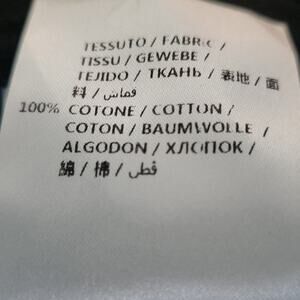 TESSUTO / FABRIC /
TISSU / GEWEBE /
TEJIDO / ТКАНЬ / 表地 / 面
料 / قماش /
100% COTONE / COTTON /
COTON / BAUMWOLLE /
ALGODON / ХЛОПОК /
綿 / 棉 / قطن